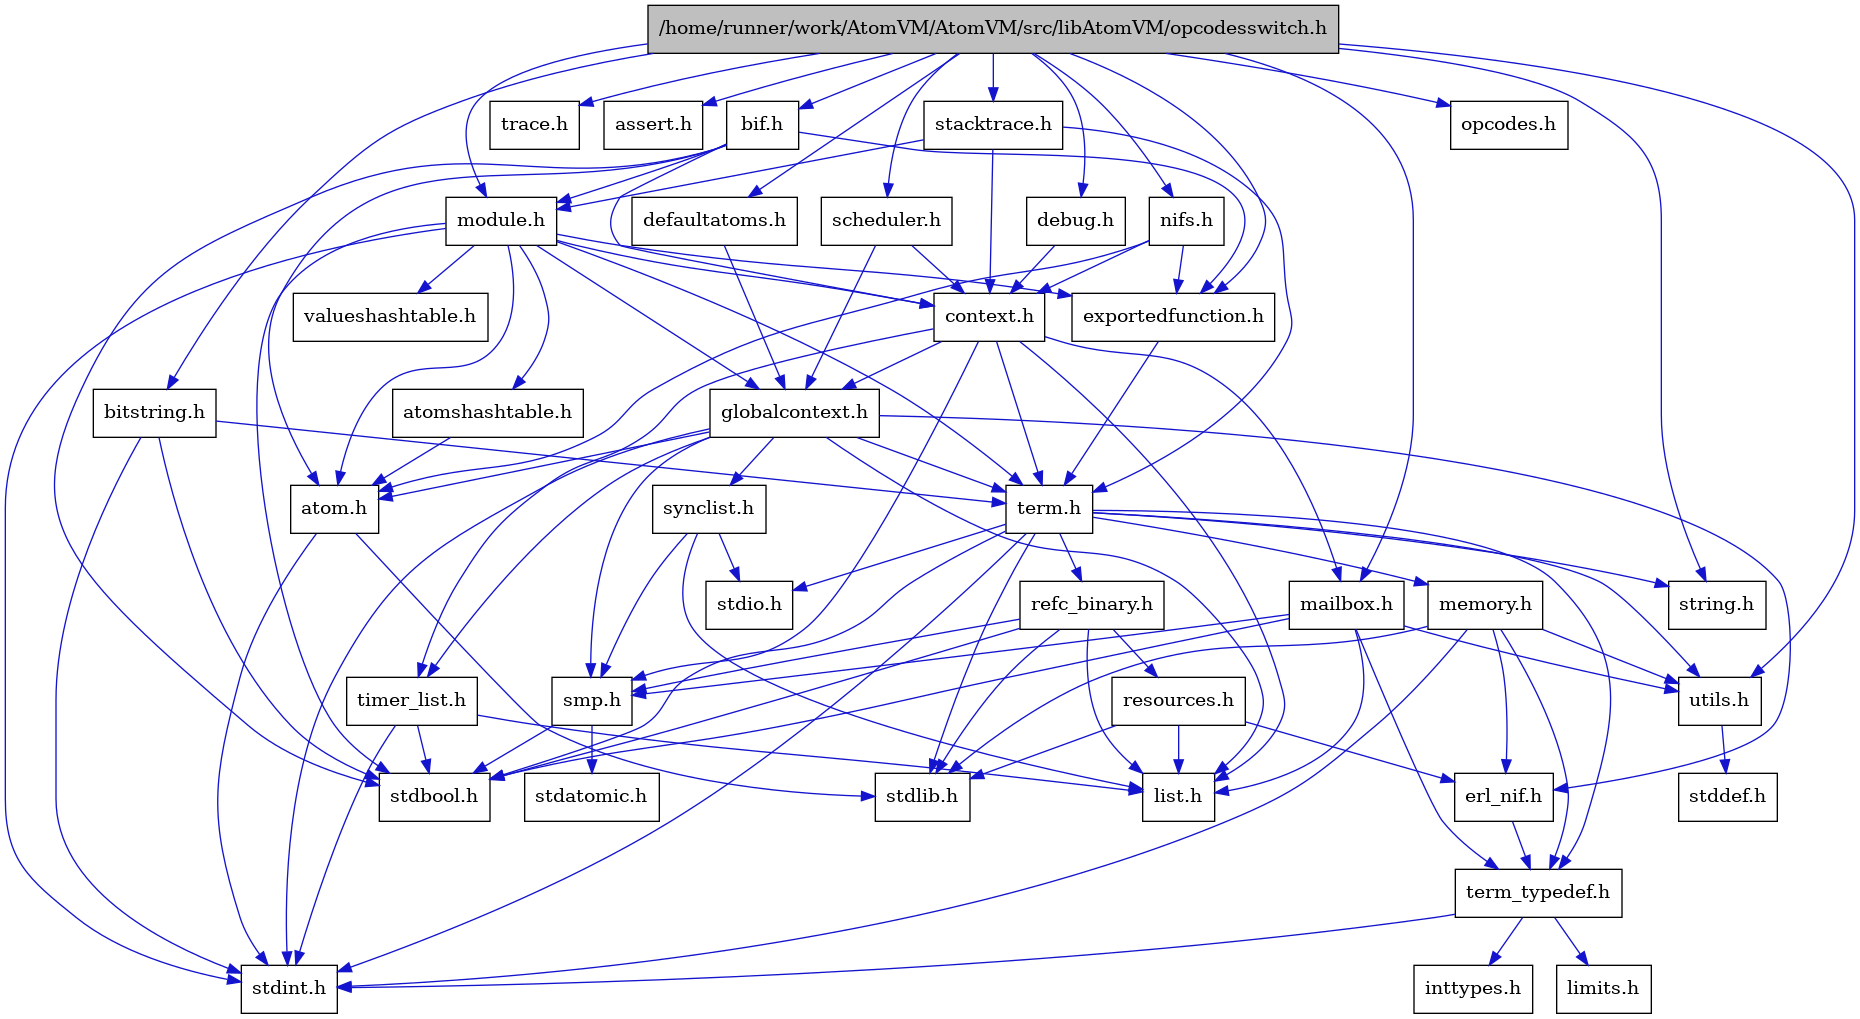 /home/runner/work/AtomVM/AtomVM/src/libAtomVM/opcodesswitch.h
trace.h
assert.h
bif.h
stacktrace.h
opcodes.h
module.h
defaultatoms.h
scheduler.h
debug.h
nifs.h
valueshashtable.h
context.h
exportedfunction.h
bitstring.h
atomshashtable.h
globalcontext.h
atom.h
synclist.h
term.h
stdio.h
refc_binary.h
mailbox.h
memory.h
string.h
timer_list.h
smp.h
resources.h
utils.h
stdbool.h
stdatomic.h
stdlib.h
list.h
erl_nif.h
stddef.h
term_typedef.h
stdint.h
inttypes.h
limits.h